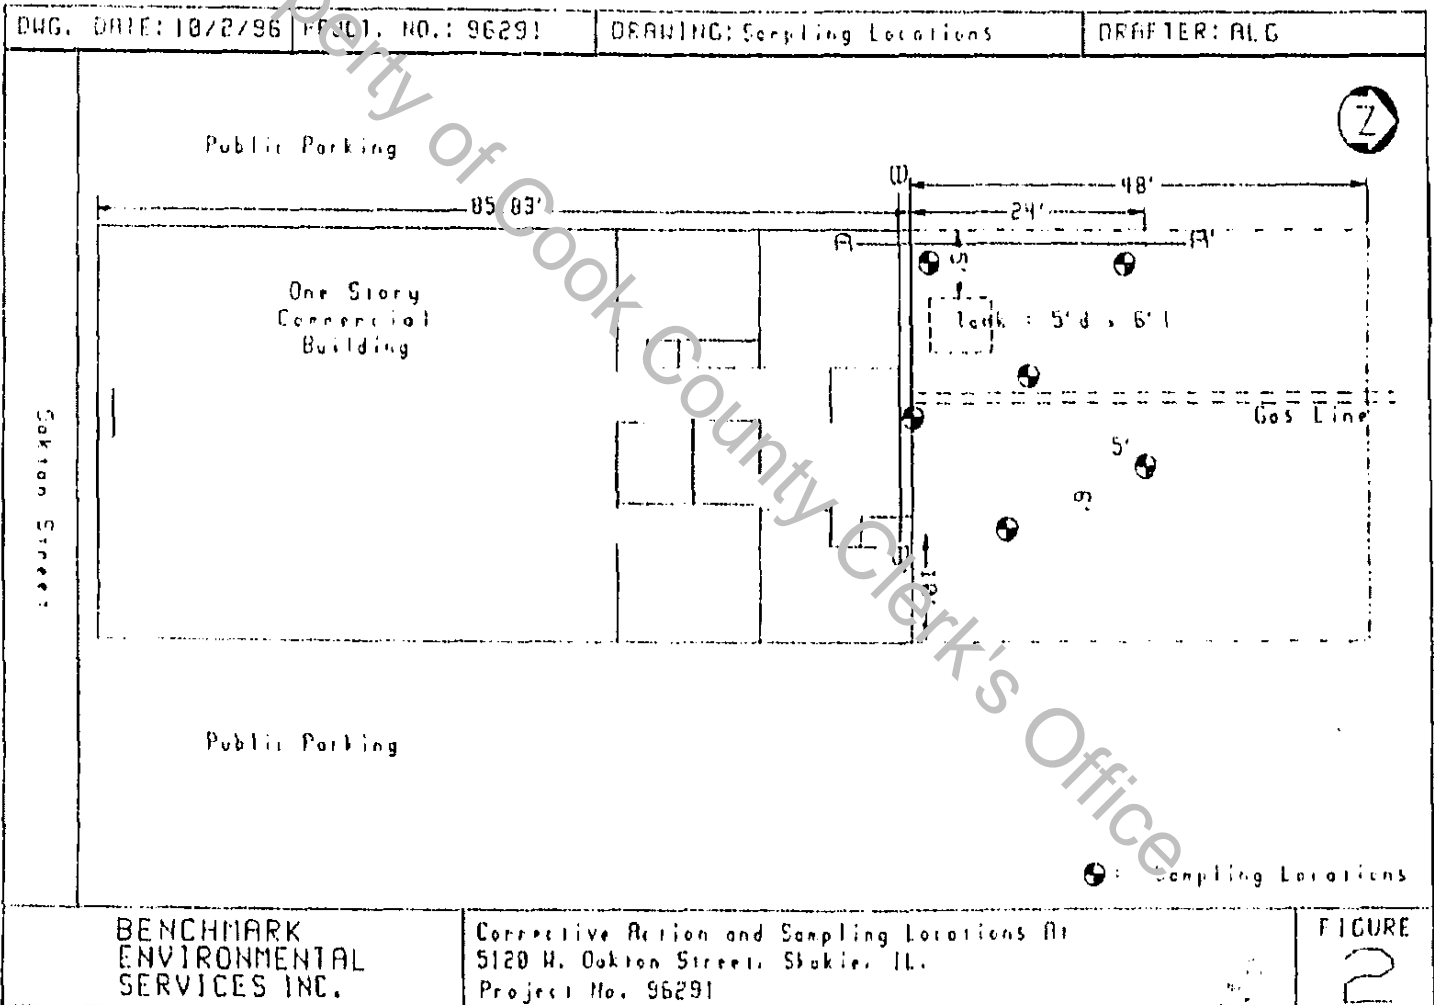 DWG. DATE: 10/2/96
PROJCT. NO.: 96291
DRAWING: Sampling Locations
DRAFTER: ALG
Property of Cook County Clerk's Office
Z
Public Parking
48'
85.83'
24'
A
A'
5'
One Story
Commercial
Building
Tank : 5'd x 6'l
Gas Line
5'
9'
Oakton Street
Public Parking
: Sampling Locations
BENCHMARK
ENVIRONMENTAL
SERVICES INC.
Corrective Action and Sampling Locations At
5120 W. Oakton Street, Skokie, IL.
Project No. 96291
FIGURE
2